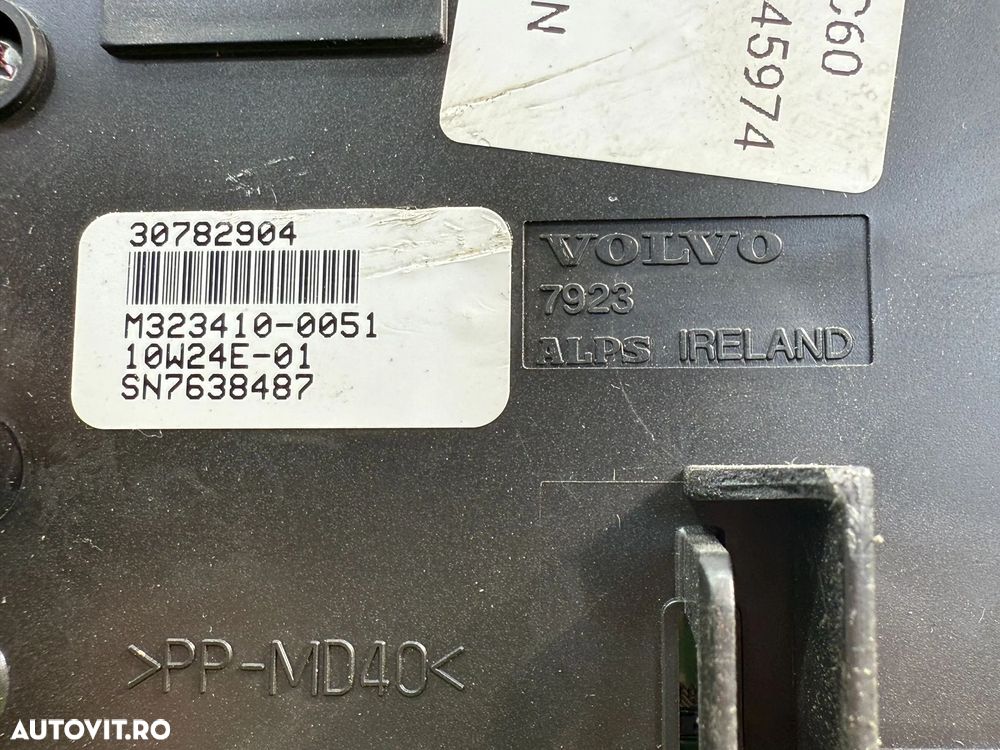 C60
45974
N
30782904
M323410-0051
10W24E-01
SN7638487
VOLVO
7923
ALPS IRELAND
>PP-MD40<
AUTOVIT.RO